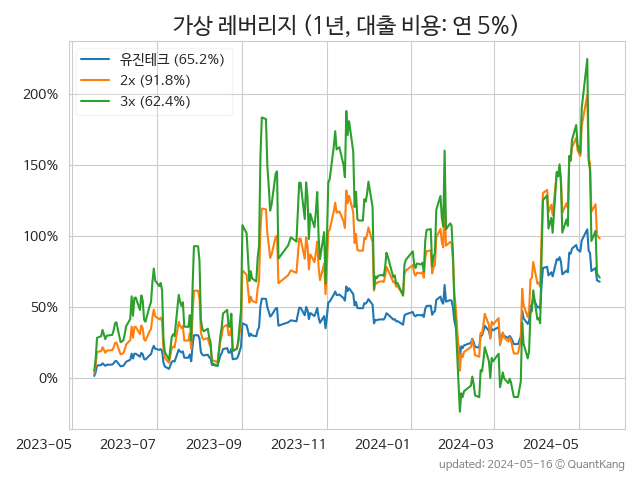 가상 레버리지 (1년, 대출 비용: 연 5%)
유진테크 (65.2%)
2x (91.8%)
3x (62.4%)
200%
150%
100%
50%
0%
2023-05 2023-07 2023-09 2023-11 2024-01 2024-03 2024-05
updated: 2024-05-16 © QuantKang